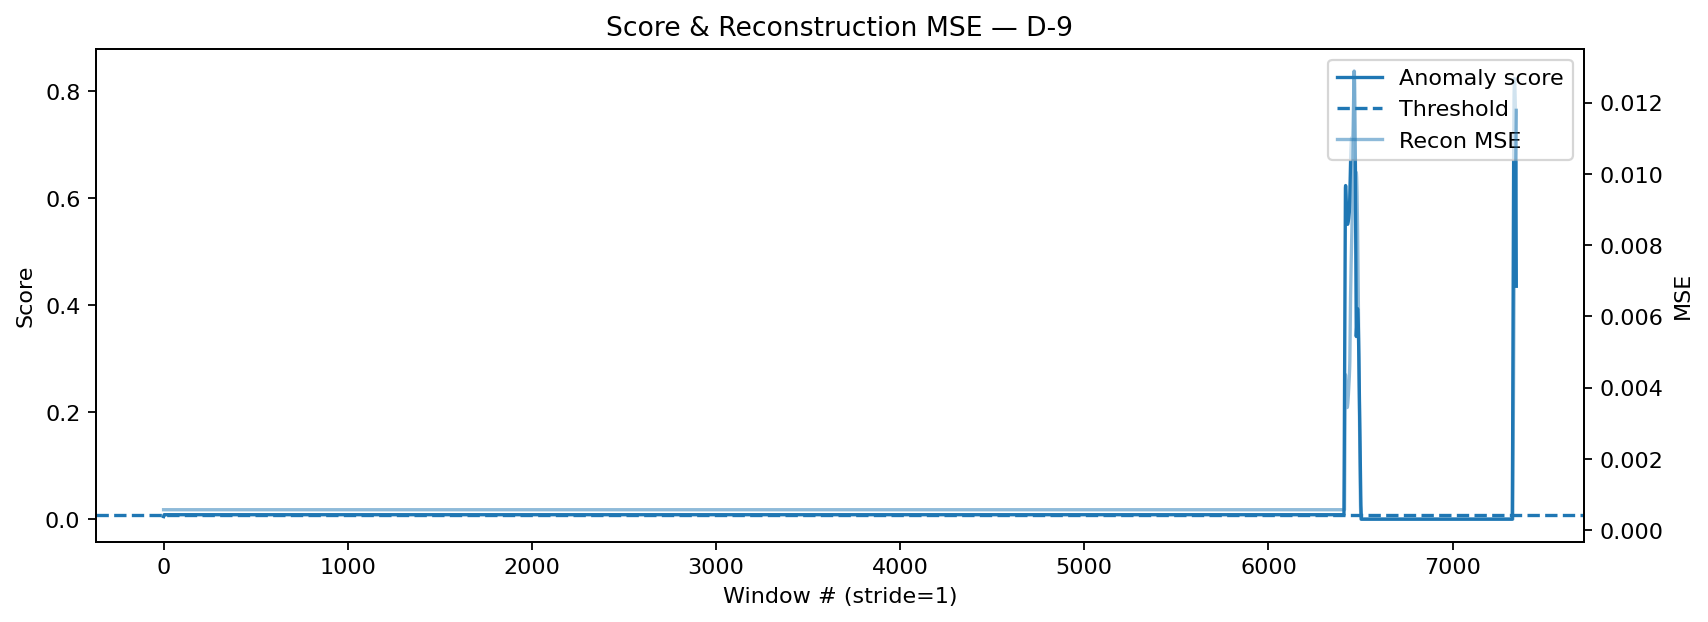 Score & Reconstruction MSE — D-9
Score
0.8
0.6
0.4
0.2
0.0
Anomaly score
Threshold
Recon MSE
0.012
0.010
0.008
0.006
0.004
0.002
0.000
MSE
0 1000 2000 3000 4000 5000 6000 7000
Window # (stride=1)